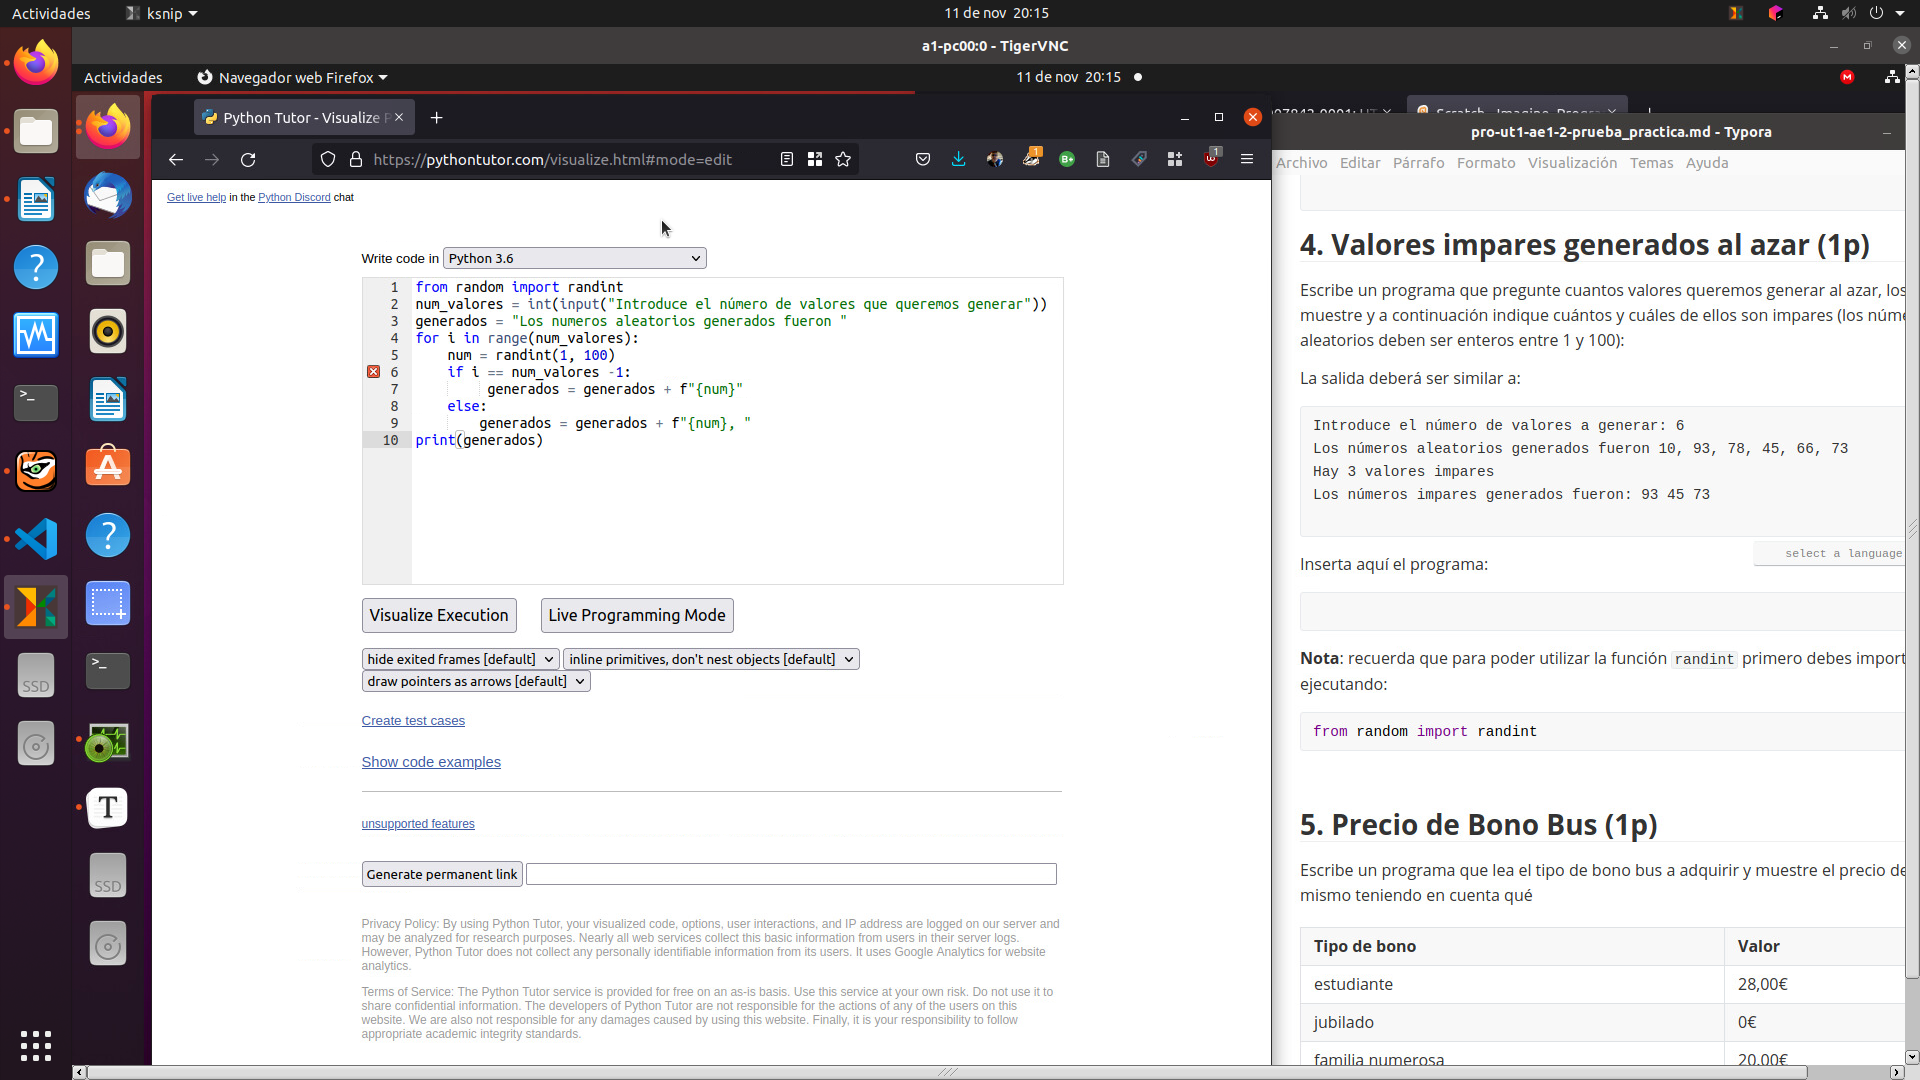 Actividades
ksnip
11 de nov 20:15
a1-pc00:0 - TigerVNC
Actividades
Navegador web Firefox
11 de nov 20:15
Python Tutor - Visualize P
Scratch - Imagine, Progra
pro-ut1-ae1-2-prueba_practica.md - Typora
https://pythontutor.com/visualize.html#mode=edit
1
1
Archivo Editar Párrafo Formato Visualización Temas Ayuda
Get live help in the Python Discord chat
Write code in Python 3.6
1 from random import randint
2 num_valores = int(input("Introduce el número de valores que queremos generar"))
3 generados = "Los numeros aleatorios generados fueron "
4 for i in range(num_valores):
5 num = randint(1, 100)
6 if i == num_valores -1:
7 generados = generados + f"{num}"
8 else:
9 generados = generados + f"{num}, "
10 print(generados)
Visualize Execution
Live Programming Mode
hide exited frames [default]
inline primitives, don't nest objects [default]
draw pointers as arrows [default]
Create test cases
Show code examples
unsupported features
Generate permanent link
Privacy Policy: By using Python Tutor, your visualized code, options, user interactions, and IP address are logged on our server and
may be analyzed for research purposes. Nearly all web services collect this basic information from users in their server logs.
However, Python Tutor does not collect any personally identifiable information from its users. It uses Google Analytics for website
analytics.
Terms of Service: The Python Tutor service is provided for free on an as-is basis. Use this service at your own risk. Do not use it to
share confidential information. The developers of Python Tutor are not responsible for the actions of any of the users on this
website. We are also not responsible for any damages caused by using this website. Finally, it is your responsibility to follow
appropriate academic integrity standards.
4. Valores impares generados al azar (1p)
Escribe un programa que pregunte cuantos valores queremos generar al azar, los
muestre y a continuación indique cuántos y cuáles de ellos son impares (los núme
aleatorios deben ser enteros entre 1 y 100):
La salida deberá ser similar a:
Introduce el número de valores a generar: 6
Los números aleatorios generados fueron 10, 93, 78, 45, 66, 73
Hay 3 valores impares
Los números impares generados fueron: 93 45 73
select a language
Inserta aquí el programa:
Nota: recuerda que para poder utilizar la función randint primero debes import
ejecutando:
from random import randint
5. Precio de Bono Bus (1p)
Escribe un programa que lea el tipo de bono bus a adquirir y muestre el precio de
mismo teniendo en cuenta qué
Tipo de bono Valor
estudiante 28,00€
jubilado 0€
familia numerosa 20,00€
SSD
SSD